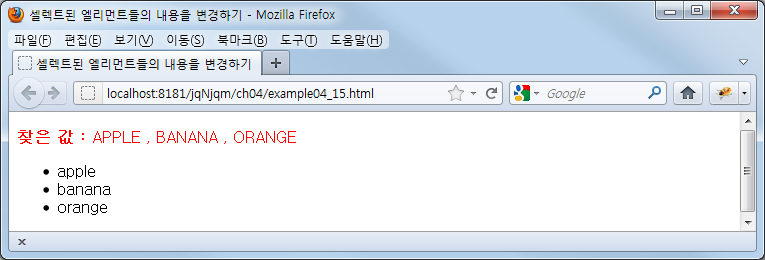 셀렉트된 엘리먼트들의 내용을 변경하기 - Mozilla Firefox
파일(F) 편집(E) 보기(V) 이동(S) 북마크(B) 도구(T) 도움말(H)
셀렉트된 엘리먼트들의 내용을 변경하기
localhost:8181/jqNjqm/ch04/example04_15.html Google
찾은 값 : APPLE , BANANA , ORANGE
• apple
• banana
• orange